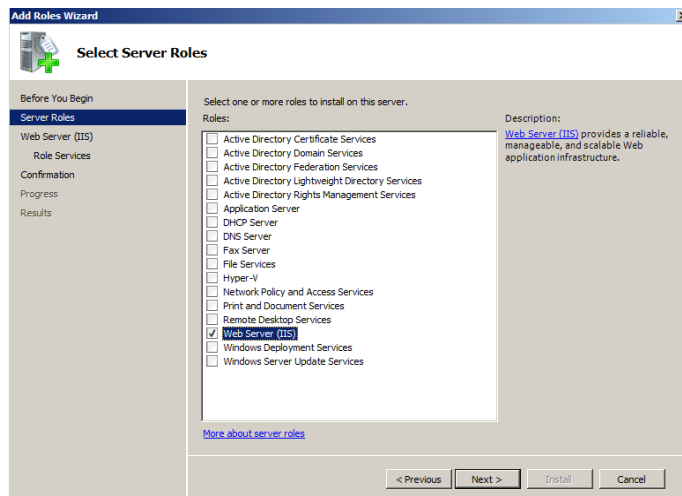 Add Roles Wizard
Select Server Roles
Before You Begin
Server Roles
Web Server (IIS)
Role Services
Confirmation
Progress
Results
Select one or more roles to install on this server.
Roles:
Active Directory Certificate Services
Active Directory Domain Services
Active Directory Federation Services
Active Directory Lightweight Directory Services
Active Directory Rights Management Services
Application Server
DHCP Server
DNS Server
Fax Server
File Services
Hyper-V
Network Policy and Access Services
Print and Document Services
Remote Desktop Services
Web Server (IIS)
Windows Deployment Services
Windows Server Update Services
More about server roles
Description:
Web Server (IIS) provides a reliable,
manageable, and scalable Web
application infrastructure.
< Previous
Next >
Install
Cancel